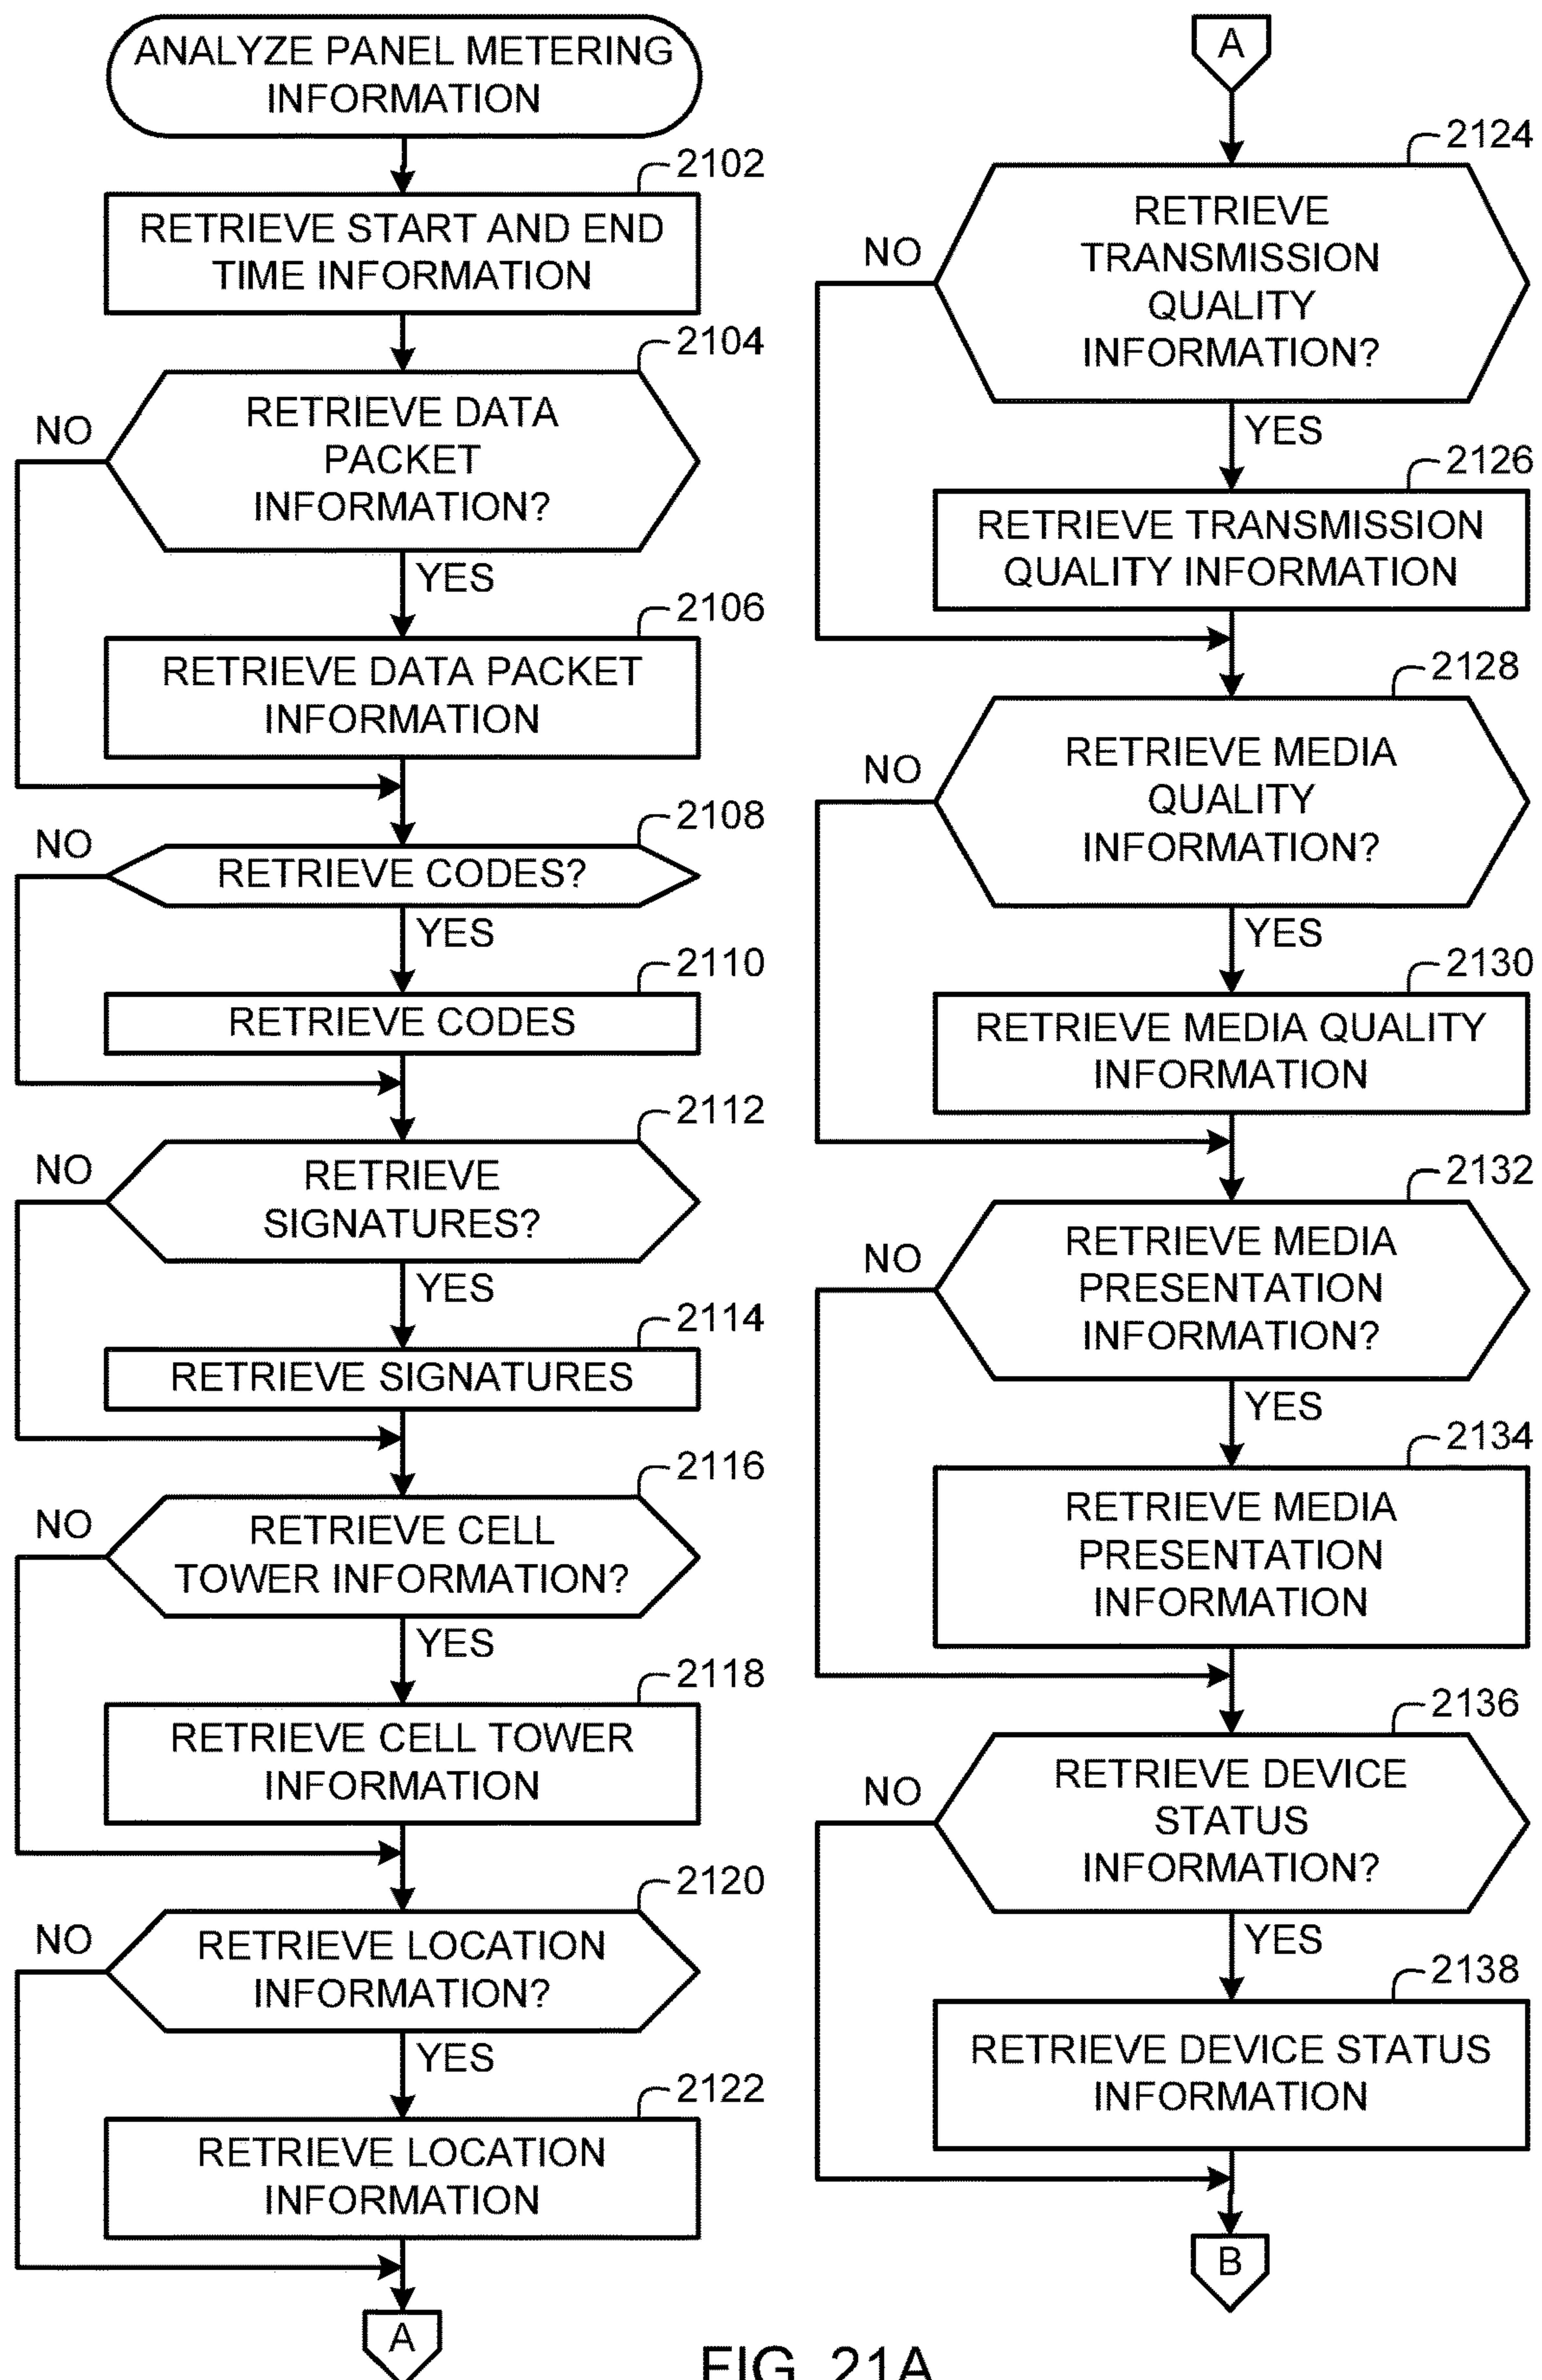 ANALYZE PANEL METERING
INFORMATION
2102
RETRIEVE START AND END
TIME INFORMATION
2104
RETRIEVE DATA
PACKET
INFORMATION?
NO
YES
2106
RETRIEVE DATA PACKET
INFORMATION
2108
NO
RETRIEVE CODES?
YES
2110
RETRIEVE CODES
2112
NO
RETRIEVE
SIGNATURES?
YES
2114
RETRIEVE SIGNATURES
2116
NO
RETRIEVE CELL
TOWER INFORMATION?
YES
2118
RETRIEVE CELL TOWER
INFORMATION
2120
NO
RETRIEVE LOCATION
INFORMATION?
YES
2122
RETRIEVE LOCATION
INFORMATION
A
A
2124
RETRIEVE
TRANSMISSION
QUALITY
INFORMATION?
NO
YES
2126
RETRIEVE TRANSMISSION
QUALITY INFORMATION
2128
NO
RETRIEVE MEDIA
QUALITY
INFORMATION?
YES
2130
RETRIEVE MEDIA QUALITY
INFORMATION
2132
NO
RETRIEVE MEDIA
PRESENTATION
INFORMATION?
YES
2134
RETRIEVE MEDIA
PRESENTATION
INFORMATION
2136
NO
RETRIEVE DEVICE
STATUS
INFORMATION?
YES
2138
RETRIEVE DEVICE STATUS
INFORMATION
B
FIG. 21A